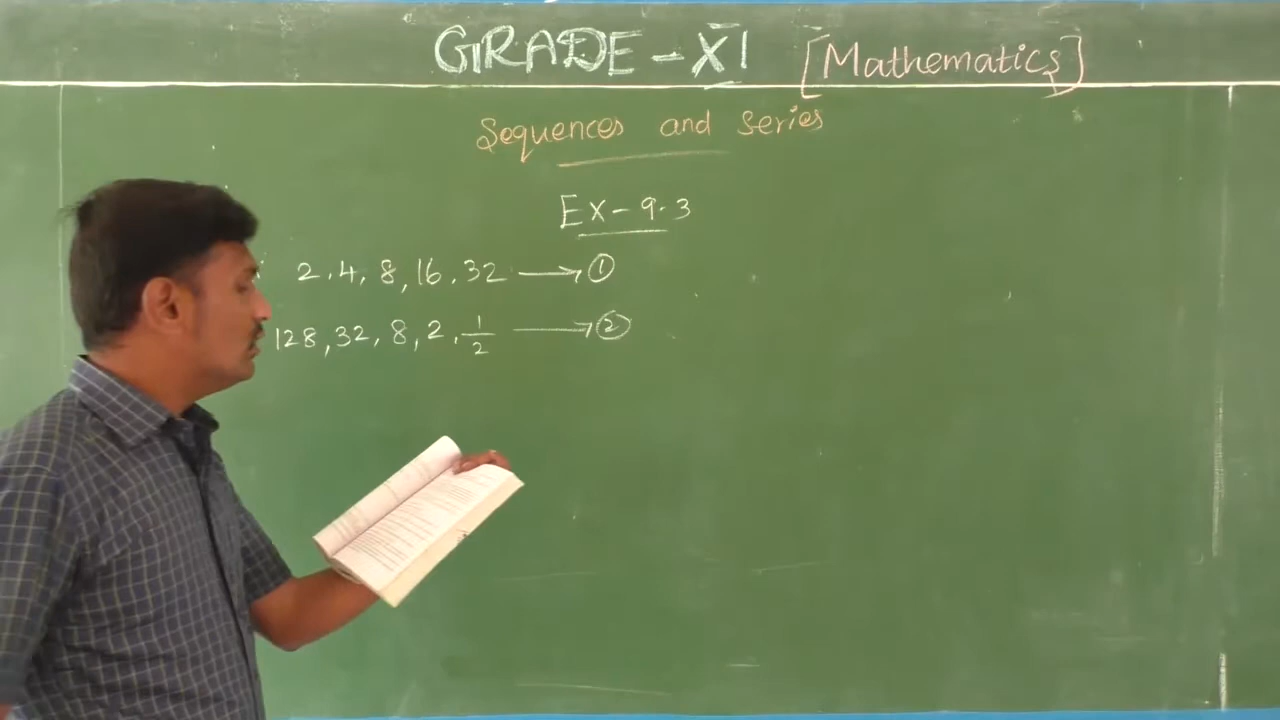 GRADE - XI [Mathematics]
Sequences and series
Ex - 9.3
2, 4, 8, 16, 32 → ①
128, 32, 8, 2, 1/2 → ②